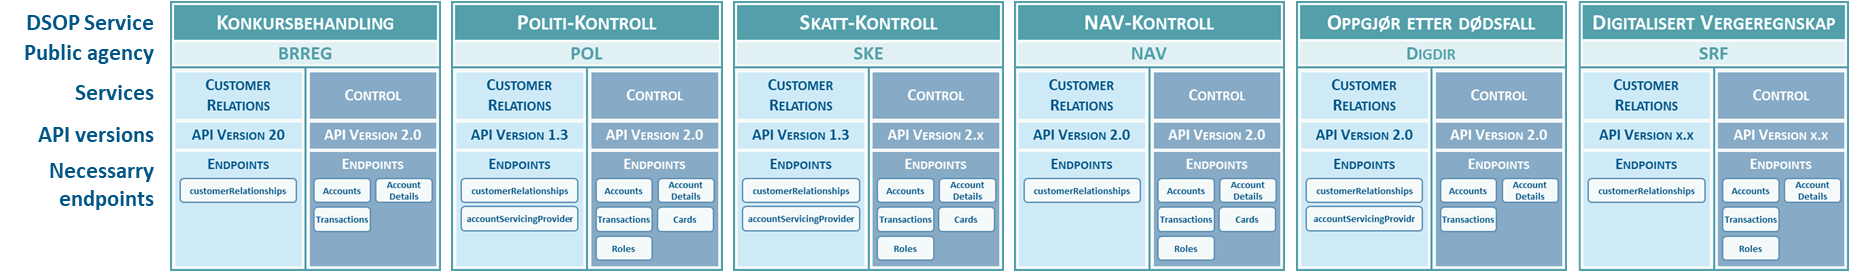 DSOP Service
Public agency
Services
API versions
Necessarry
endpoints
KONKURSBEHANDLING
BRREG
CUSTOMER
RELATIONS
API VERSION 20
ENDPOINTS
customerRelationships
CONTROL
API VERSION 2.0
ENDPOINTS
Accounts
Account
Details
Transactions
POLITI-KONTROLL
POL
CUSTOMER
RELATIONS
API VERSION 1.3
ENDPOINTS
customerRelationships
accountServicingProvider
CONTROL
API VERSION 2.0
ENDPOINTS
Accounts
Account
Details
Transactions
Cards
Roles
SKATT-KONTROLL
SKE
CUSTOMER
RELATIONS
API VERSION 1.3
ENDPOINTS
customerRelationships
accountServicingProvider
CONTROL
API VERSION 2.X
ENDPOINTS
Accounts
Account
Details
Transactions
Cards
Roles
NAV-KONTROLL
NAV
CUSTOMER
RELATIONS
API VERSION 2.0
ENDPOINTS
customerRelationships
CONTROL
API VERSION 2.0
ENDPOINTS
Accounts
Account
Details
Transactions
Cards
Roles
OPPGJØR ETTER DØDSFALL
DIGDIR
CUSTOMER
RELATIONS
API VERSION 2.0
ENDPOINTS
customerRelationships
accountServicingProvidr
CONTROL
API VERSION 2.0
ENDPOINTS
Accounts
Account
Details
Transactions
DIGITALISERT VERGEREGNSKAP
SRF
CUSTOMER
RELATIONS
API VERSION X.X
ENDPOINTS
customerRelationships
CONTROL
API VERSION X.X
ENDPOINTS
Accounts
Account
Details
Transactions
Roles